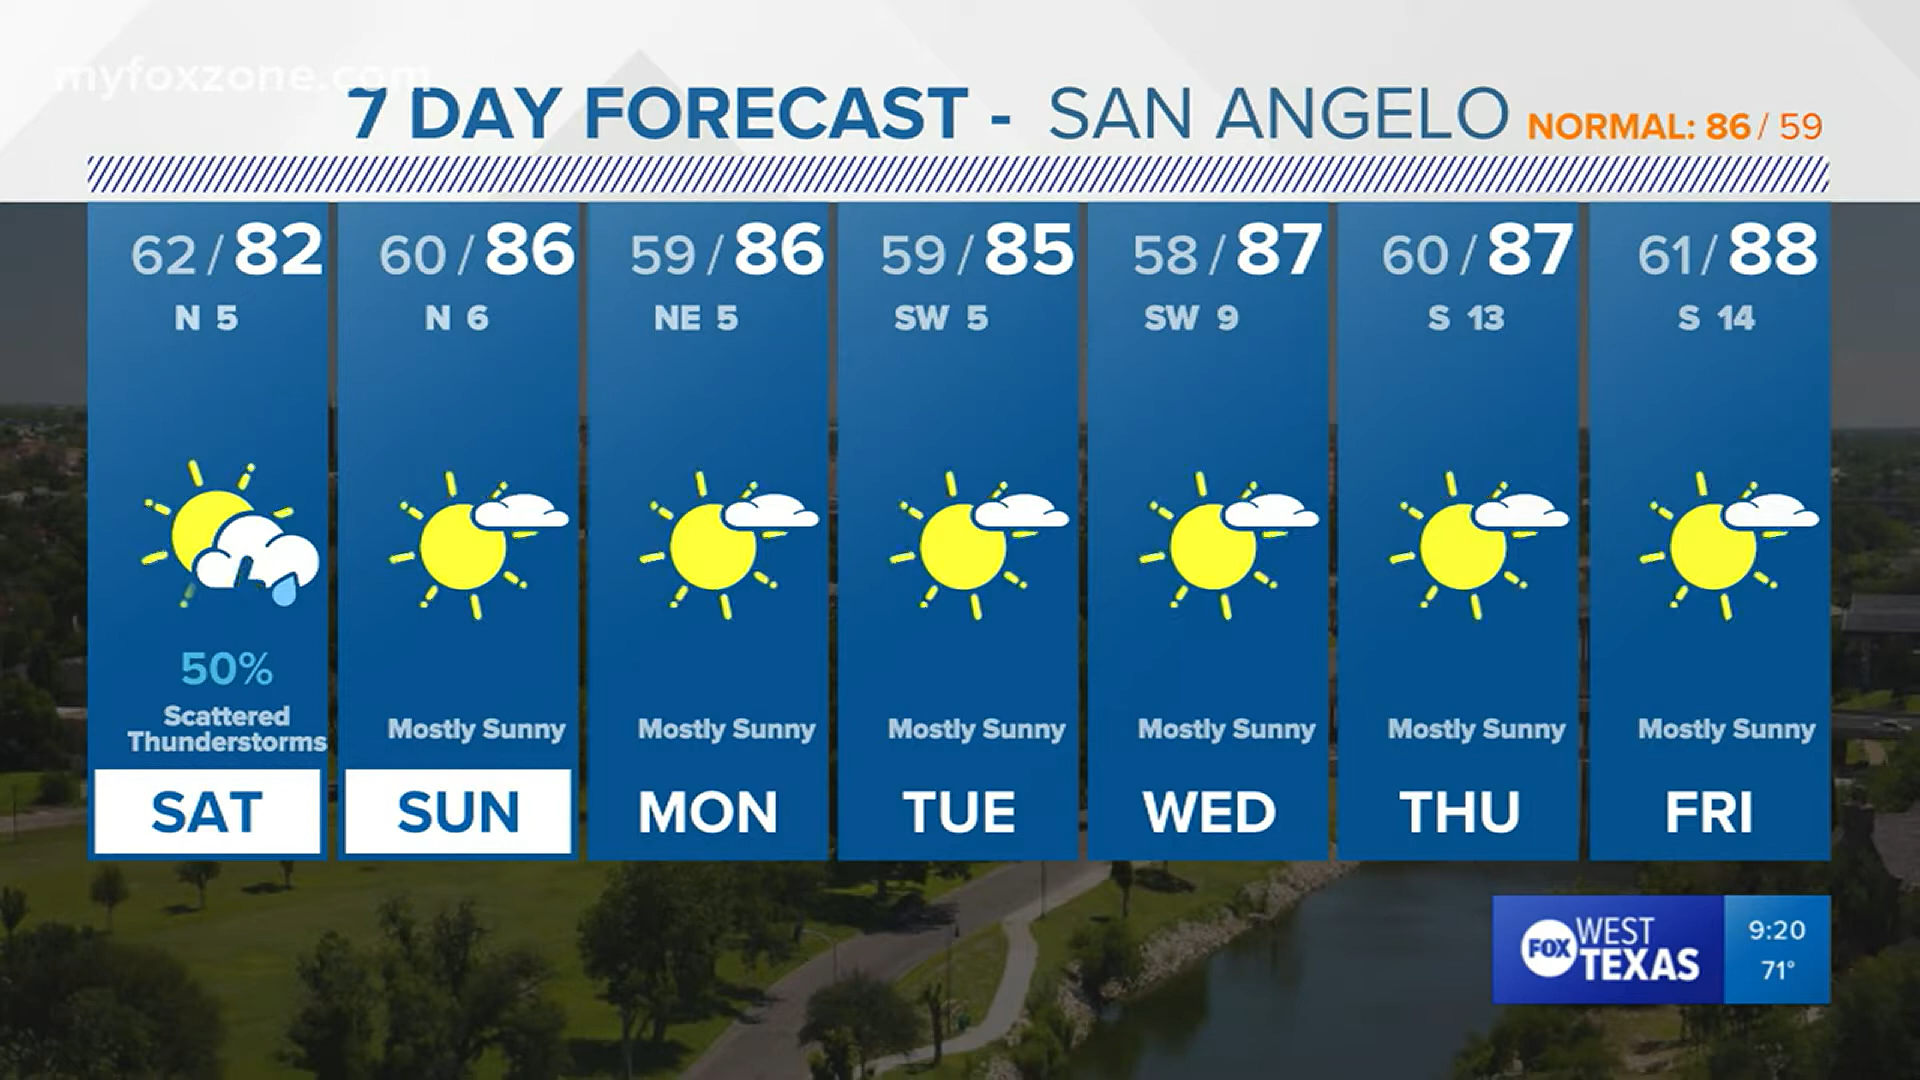 myfoxzone.com
7 DAY FORECAST - SAN ANGELO NORMAL: 86 / 59
62 / 82 60 / 86 59 / 86 59 / 85 58 / 87 60 / 87 61 / 88
N 5 N 6 NE 5 SW 5 SW 9 S 13 S 14
50%
Scattered
Thunderstorms
Mostly Sunny Mostly Sunny Mostly Sunny Mostly Sunny Mostly Sunny Mostly Sunny
SAT SUN MON TUE WED THU FRI
FOX WEST TEXAS
9:20
71°